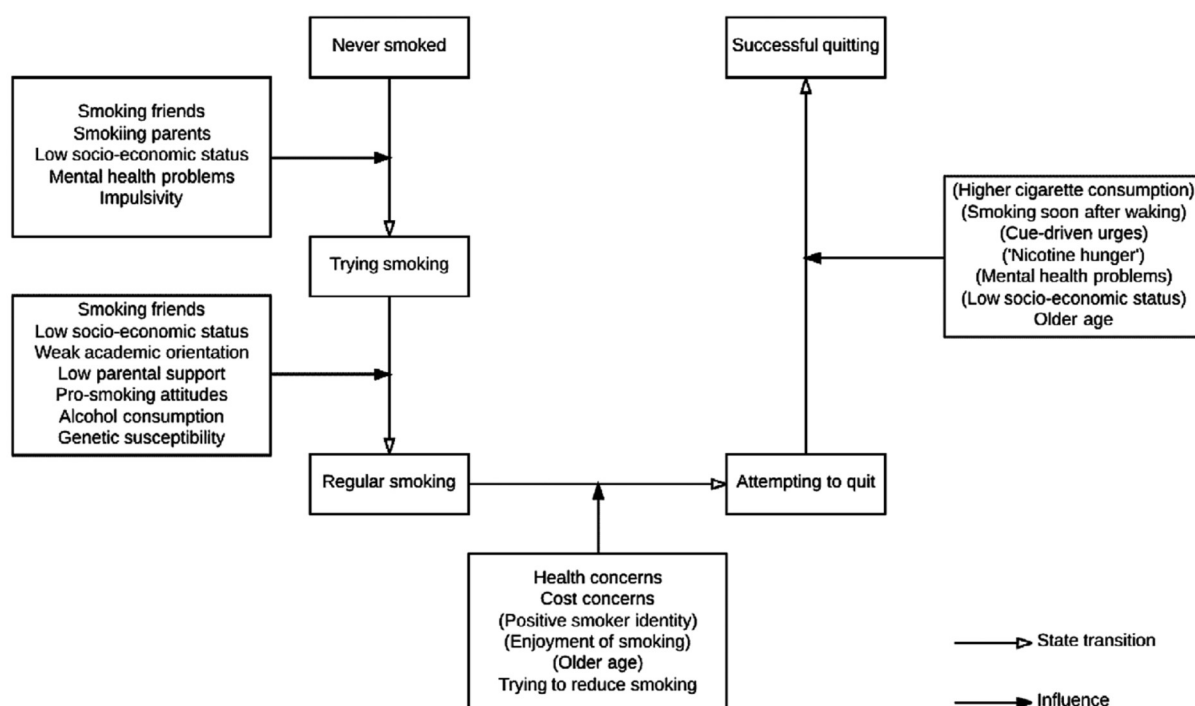 Never smoked
Successful quitting
Smoking friends
Smokiing parents
Low socio-economic status
Mental health problems
Impulsivity
(Higher cigarette consumption)
(Smoking soon after waking)
(Cue-driven urges)
('Nicotine hunger')
(Mental health problems)
(Low socio-economic status)
Older age
Trying smoking
Smoking friends
Low socio-economic status
Weak academic orientation
Low parental support
Pro-smoking attitudes
Alcohol consumption
Genetic susceptibility
Regular smoking
Attempting to quit
Health concerns
Cost concerns
(Positive smoker identity)
(Enjoyment of smoking)
(Older age)
Trying to reduce smoking
State transition
Influence